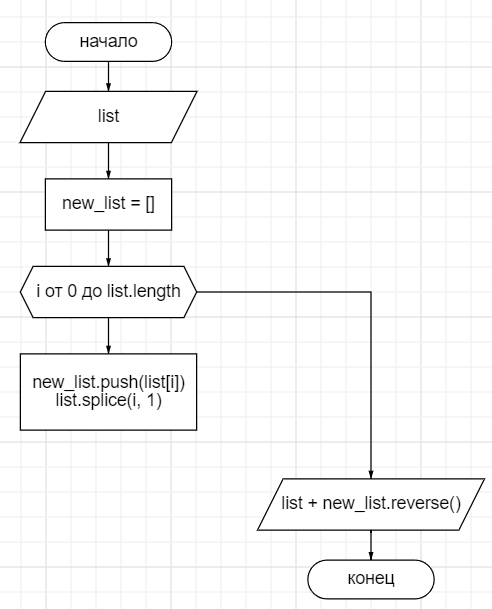 начало
list
new_list = []
i от 0 до list.length
new_list.push(list[i])
list.splice(i, 1)
list + new_list.reverse()
конец